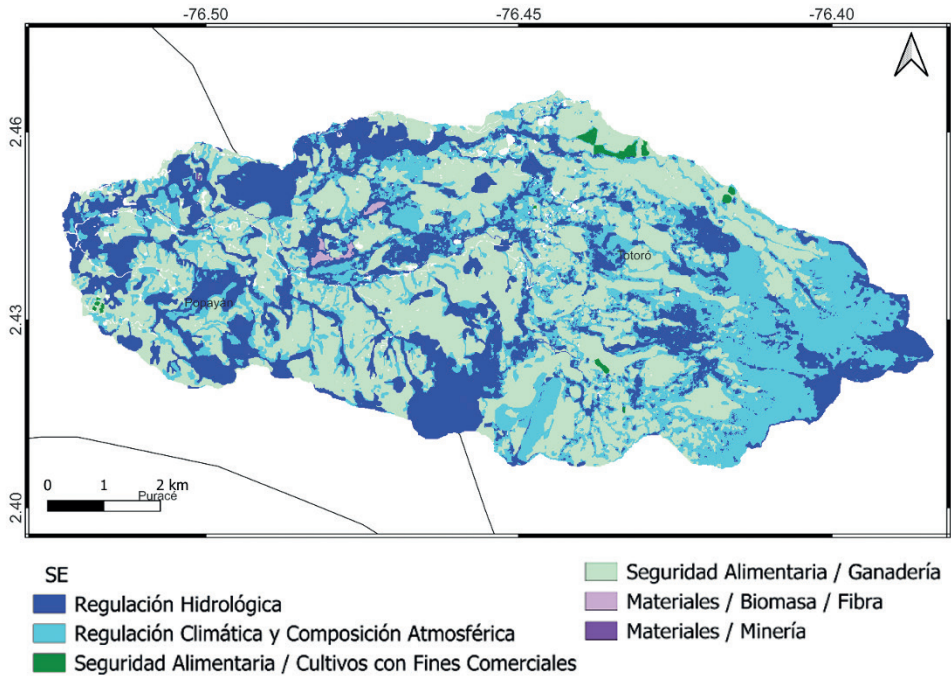 -76.50 -76.45 -76.40
2.46
Totoró
2.43
Popayán
0 1 2 km
Puracé
2.40
SE
Regulación Hidrológica
Regulación Climática y Composición Atmosférica
Seguridad Alimentaria / Cultivos con Fines Comerciales
Seguridad Alimentaria / Ganadería
Materiales / Biomasa / Fibra
Materiales / Minería